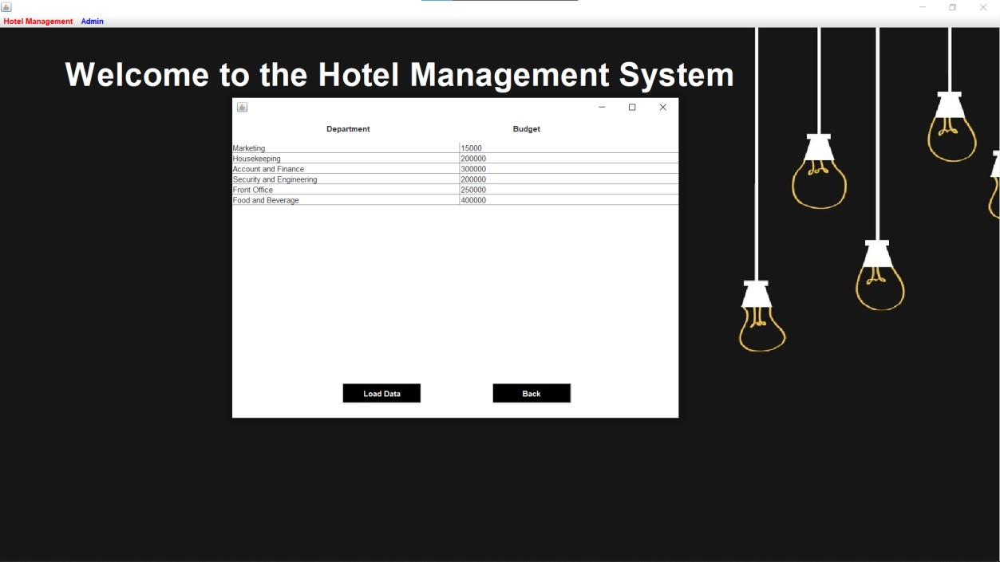 Hotel Management Admin
Welcome to the Hotel Management System
Department Budget
Marketing 15000
Housekeeping 200000
Account and Finance 300000
Security and Engineering 200000
Front Office 250000
Food and Beverage 400000
Load Data Back